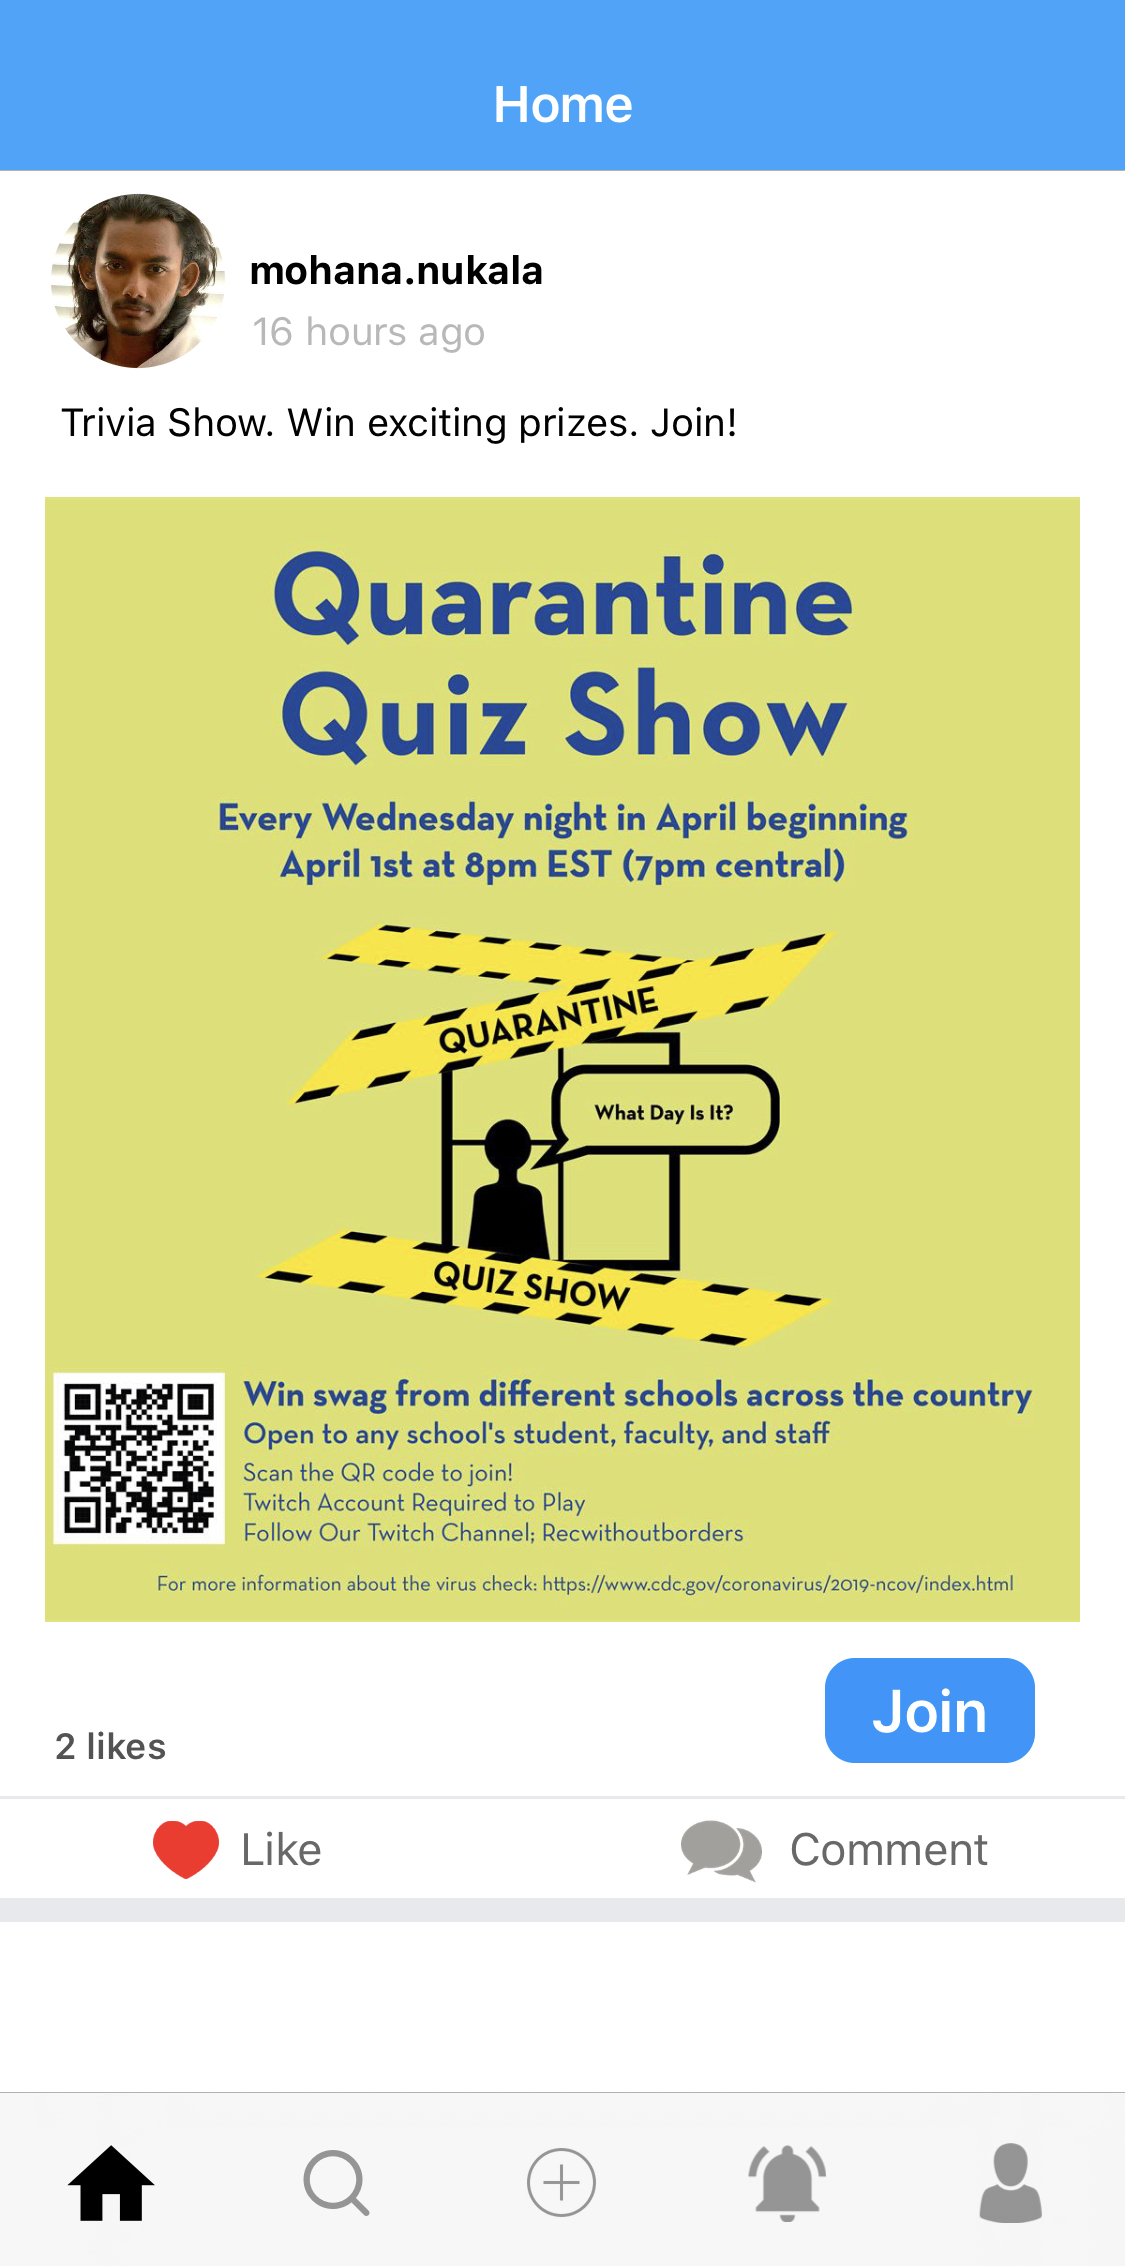 Home
mohana.nukala
16 hours ago
Trivia Show. Win exciting prizes. Join!
Quarantine
Quiz Show
Every Wednesday night in April beginning
April 1st at 8pm EST (7pm central)
QUARANTINE
What Day Is It?
QUIZ SHOW
Win swag from different schools across the country
Open to any school's student, faculty, and staff
Scan the QR code to join!
Twitch Account Required to Play
Follow Our Twitch Channel; Recwithoutborders
For more information about the virus check: https://www.cdc.gov/coronavirus/2019-ncov/index.html
Join
2 likes
Like
Comment